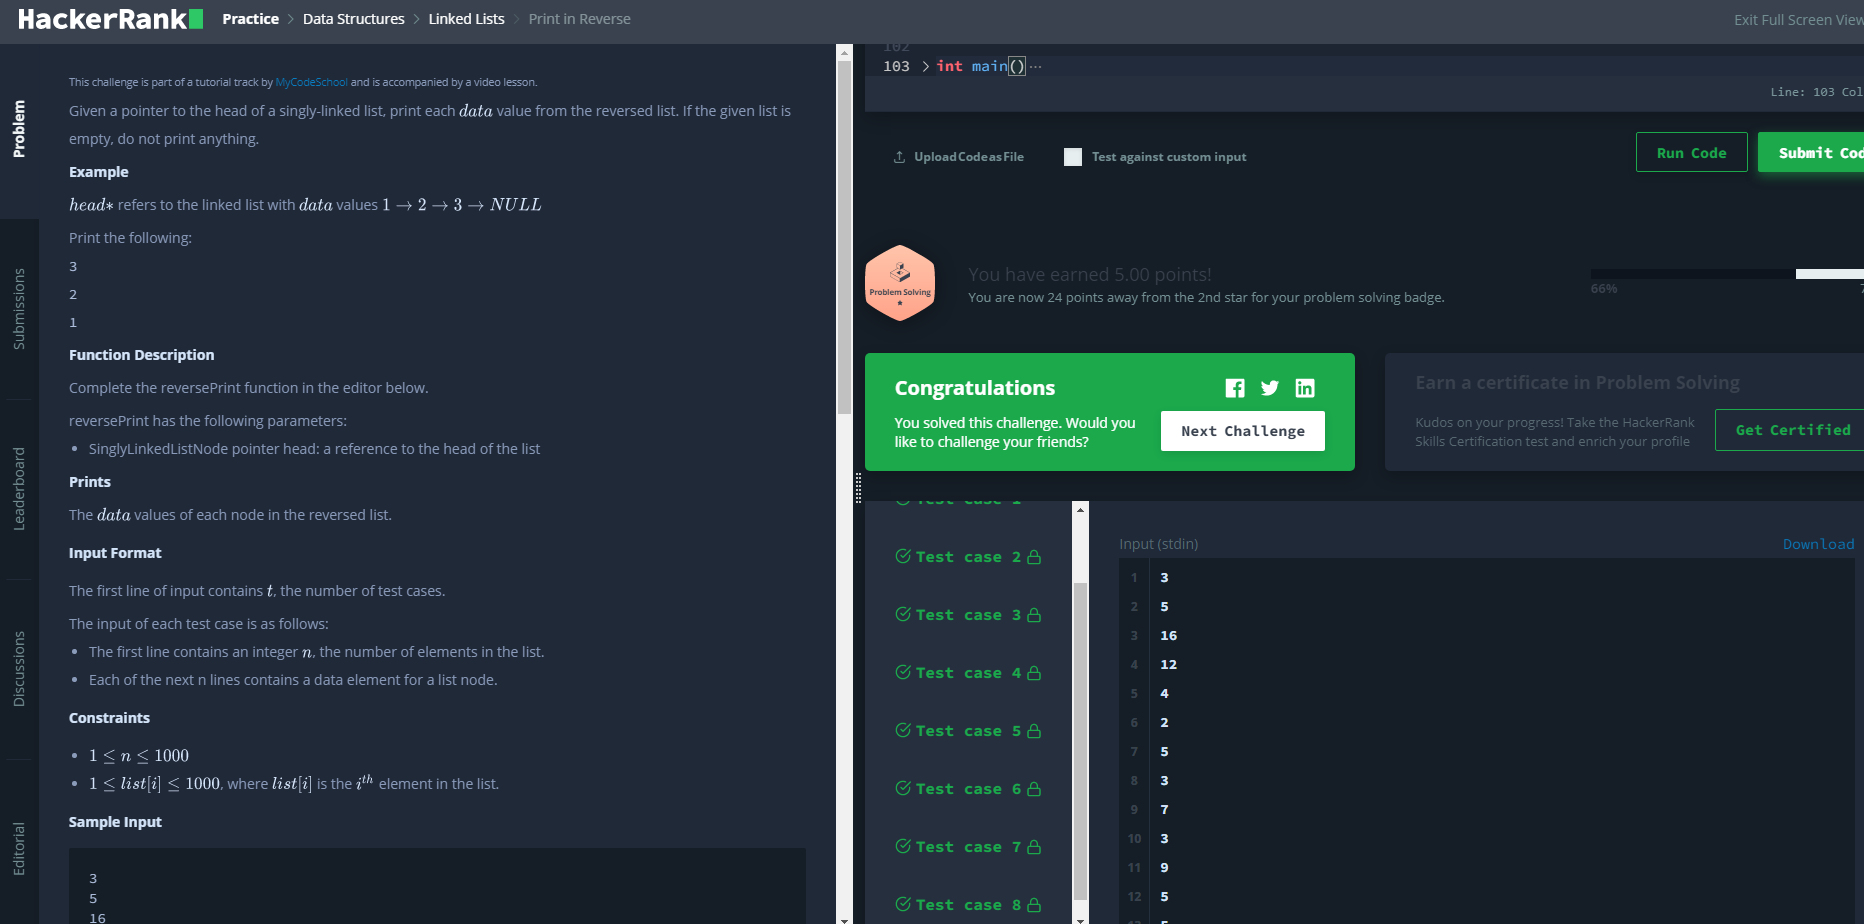 HackerRank
Practice > Data Structures > Linked Lists > Print in Reverse
Exit Full Screen View
Problem
Submissions
Leaderboard
Discussions
Editorial
This challenge is part of a tutorial track by MyCodeSchool and is accompanied by a video lesson.
Given a pointer to the head of a singly-linked list, print each data value from the reversed list. If the given list is
empty, do not print anything.
Example
head* refers to the linked list with data values 1 → 2 → 3 → NULL
Print the following:
3
2
1
Function Description
Complete the reversePrint function in the editor below.
reversePrint has the following parameters:
• SinglyLinkedListNode pointer head: a reference to the head of the list
Prints
The data values of each node in the reversed list.
Input Format
The first line of input contains t, the number of test cases.
The input of each test case is as follows:
• The first line contains an integer n, the number of elements in the list.
• Each of the next n lines contains a data element for a list node.
Constraints
• 1 ≤ n ≤ 1000
• 1 ≤ list[i] ≤ 1000, where list[i] is the i^th element in the list.
Sample Input
3
5
16
102
103 > int main() ···
Line: 103 Col
Upload Code as File
Test against custom input
Run Code
Submit Cod
Problem Solving
You have earned 5.00 points!
You are now 24 points away from the 2nd star for your problem solving badge.
66%
Congratulations
You solved this challenge. Would you
like to challenge your friends?
Next Challenge
Earn a certificate in Problem Solving
Kudos on your progress! Take the HackerRank
Skills Certification test and enrich your profile
Get Certified
Test case 1
Test case 2
Test case 3
Test case 4
Test case 5
Test case 6
Test case 7
Test case 8
Input (stdin)
Download
1 3
2 5
3 16
4 12
5 4
6 2
7 5
8 3
9 7
10 3
11 9
12 5